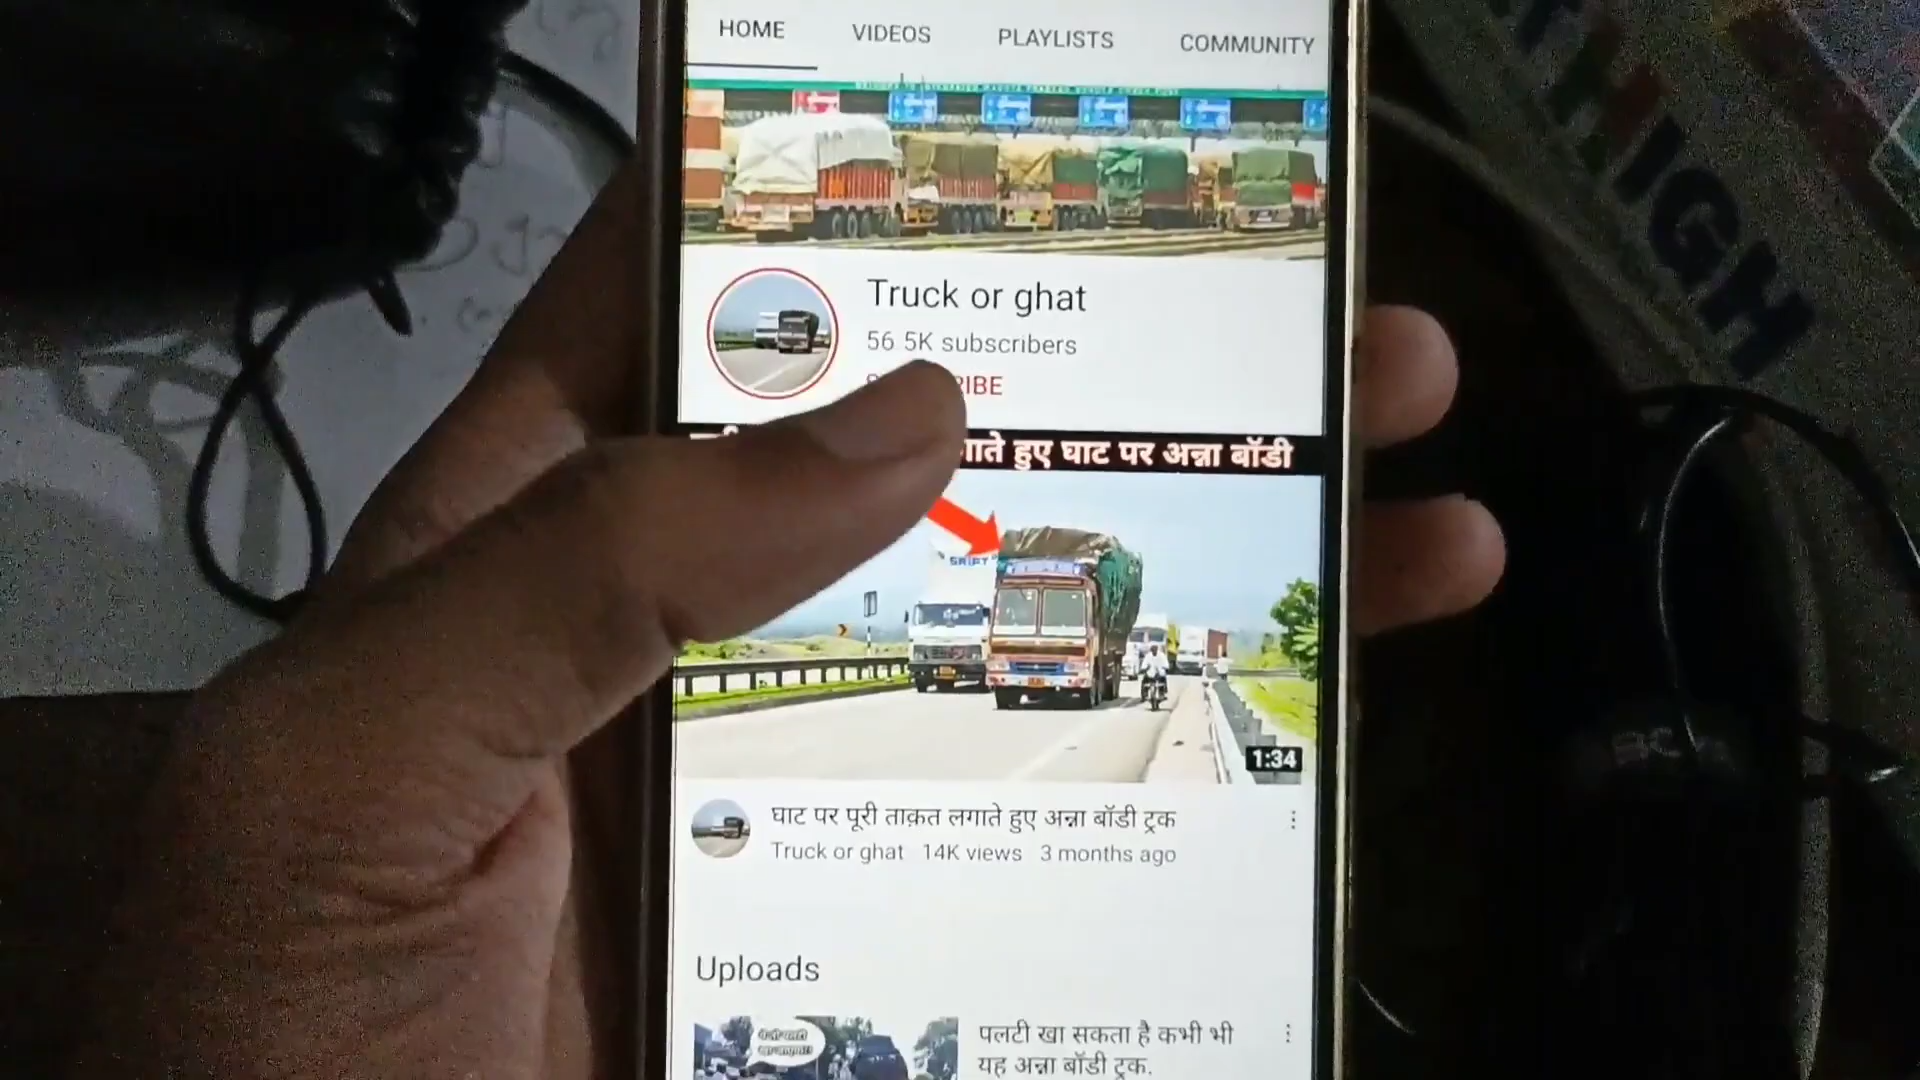 HOME VIDEOS PLAYLISTS COMMUNITY
Truck or ghat
56.5K subscribers
गाते हुए घाट पर अन्ना बॉडी
1:34
घाट पर पूरी ताक़त लगाते हुए अन्ना बॉडी ट्रक
Truck or ghat 14K views 3 months ago
Uploads
पलटी खा सकता है कभी भी
यह अन्ना बॉडी ट्रक.
HIGH